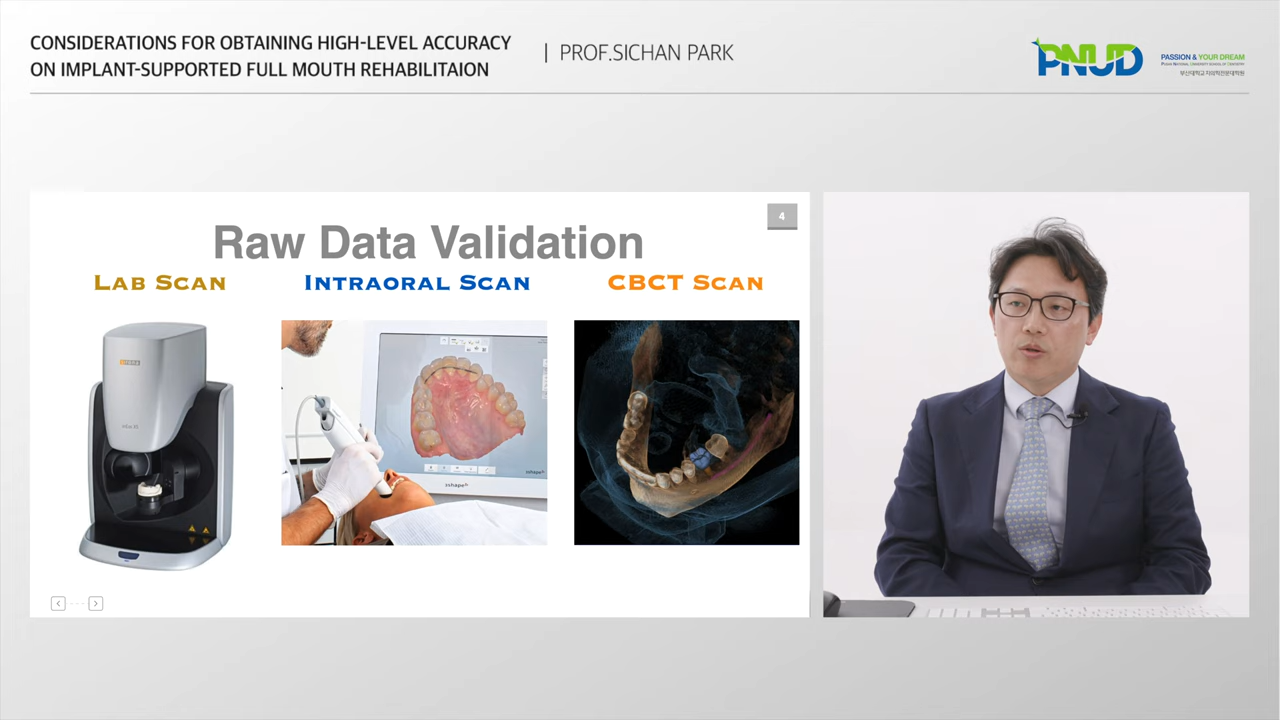 CONSIDERATIONS FOR OBTAINING HIGH-LEVEL ACCURACY
ON IMPLANT-SUPPORTED FULL MOUTH REHABILITAION
PROF.SICHAN PARK
PNUD
PASSION & YOUR DREAM
PUSAN NATIONAL UNIVERSITY SCHOOL OF DENTISTRY
부산대학교 치의학전문대학원
4
Raw Data Validation
LAB SCAN
INTRAORAL SCAN
CBCT SCAN
3shape